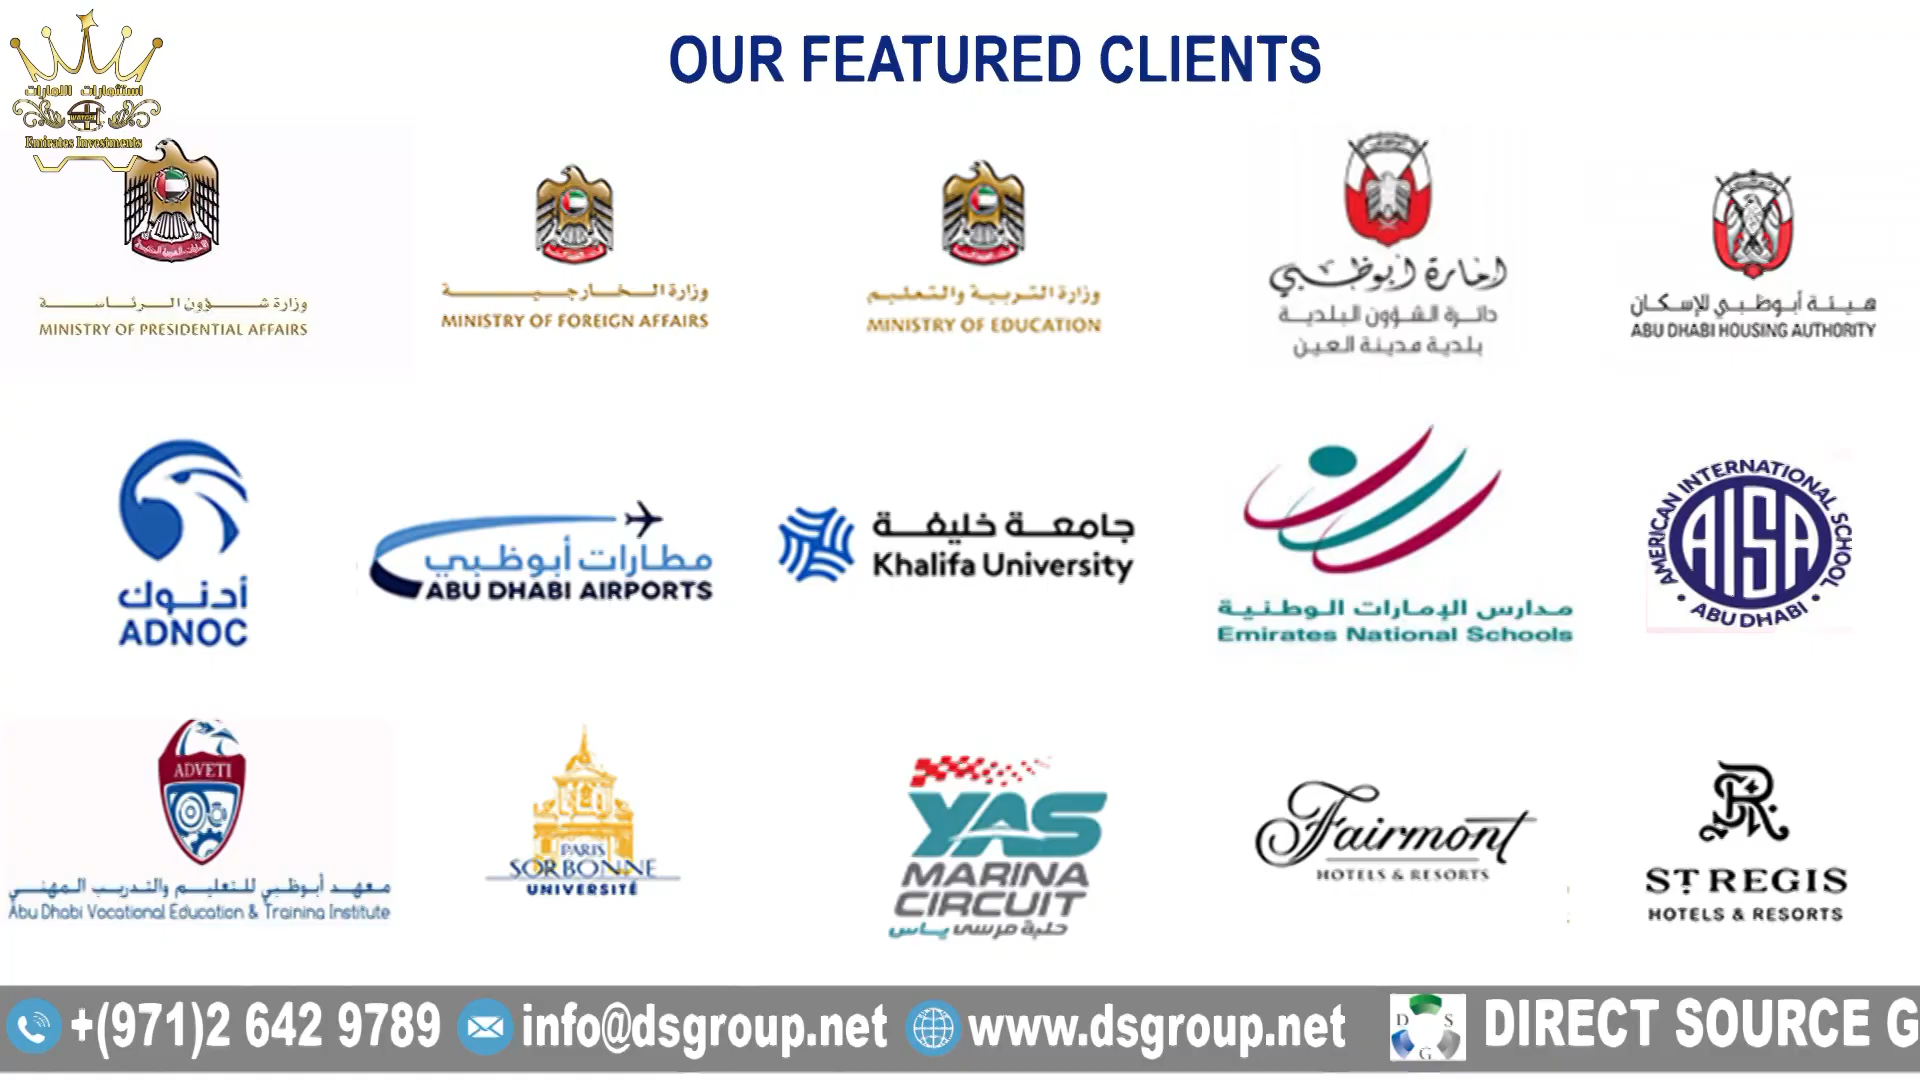 OUR FEATURED CLIENTS
استثمارات الامارات
WATCH
Emirates Investments
وزارة شؤون الرئاسة
MINISTRY OF PRESIDENTIAL AFFAIRS
وزارة الخارجية
MINISTRY OF FOREIGN AFFAIRS
وزارة التربية والتعليم
MINISTRY OF EDUCATION
إمارة أبوظبي
دائرة الشؤون البلدية
بلدية مدينة العين
هيئة أبوظبي للإسكان
ABU DHABI HOUSING AUTHORITY
أدنوك
ADNOC
مطارات أبوظبي
ABU DHABI AIRPORTS
جامعة خليفة
Khalifa University
مدارس الإمارات الوطنية
Emirates National Schools
AMERICAN INTERNATIONAL SCHOOL
AISA
ABU DHABI
ADVETI
معهد أبوظبي للتعليم والتدريب المهني
Abu Dhabi Vocational Education & Training Institute
PARIS
SORBONNE
UNIVERSITÉ
YAS
MARINA
CIRCUIT
حلبة مرسى ياس
Fairmont
HOTELS & RESORTS
STR
ST REGIS
HOTELS & RESORTS
+(971)2 642 9789 info@dsgroup.net www.dsgroup.net D S G DIRECT SOURCE G